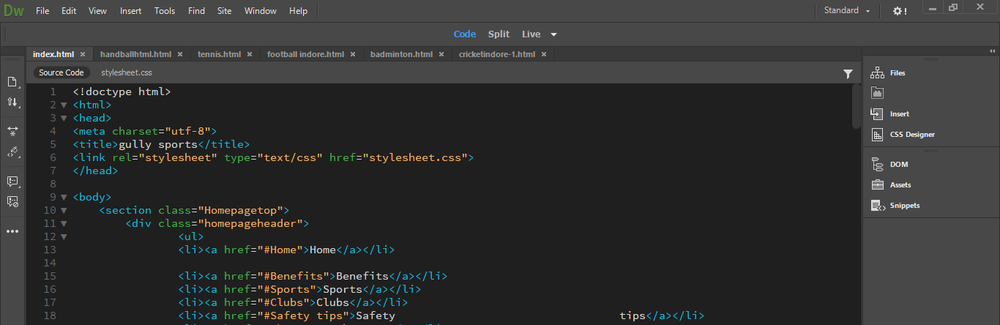 Dw File Edit View Insert Tools Find Site Window Help Standard !
Code Split Live
index.html handballhtml.html tennis.html football indore.html badminton.html cricketindore-1.html
Source Code stylesheet.css
1 <!doctype html>
2 <html>
3 <head>
4 <meta charset="utf-8">
5 <title>gully sports</title>
6 <link rel="stylesheet" type="text/css" href="stylesheet.css">
7 </head>
8
9 <body>
10 <section class="Homepagetop">
11 <div class="homepageheader">
12 <ul>
13 <li><a href="#Home">Home</a></li>
14
15 <li><a href="#Benefits">Benefits</a></li>
16 <li><a href="#Sports">Sports</a></li>
17 <li><a href="#Clubs">Clubs</a></li>
18 <li><a href="#Safety tips">Safety tips</a></li>
Files
Insert
CSS Designer
DOM
Assets
Snippets